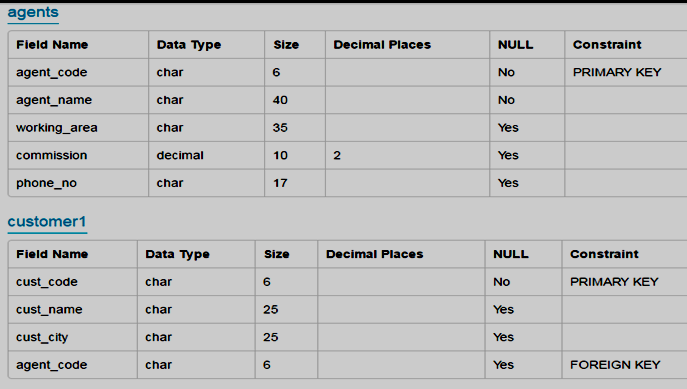 agents
Field Name Data Type Size Decimal Places NULL Constraint
agent_code char 6 No PRIMARY KEY
agent_name char 40 No
working_area char 35 Yes
commission decimal 10 2 Yes
phone_no char 17 Yes
customer1
Field Name Data Type Size Decimal Places NULL Constraint
cust_code char 6 No PRIMARY KEY
cust_name char 25 Yes
cust_city char 25 Yes
agent_code char 6 Yes FOREIGN KEY